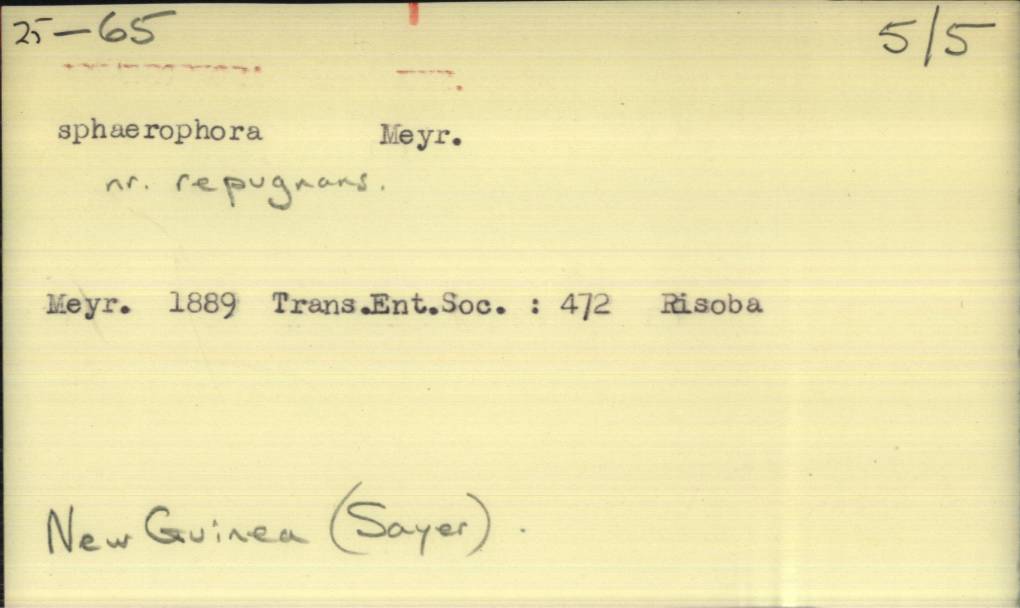 25-65 5/5
sphaerophora Meyr.
nr. repugnans.
Meyr. 1889 Trans.Ent.Soc. : 472 Risoba
New Guinea (Sayer).